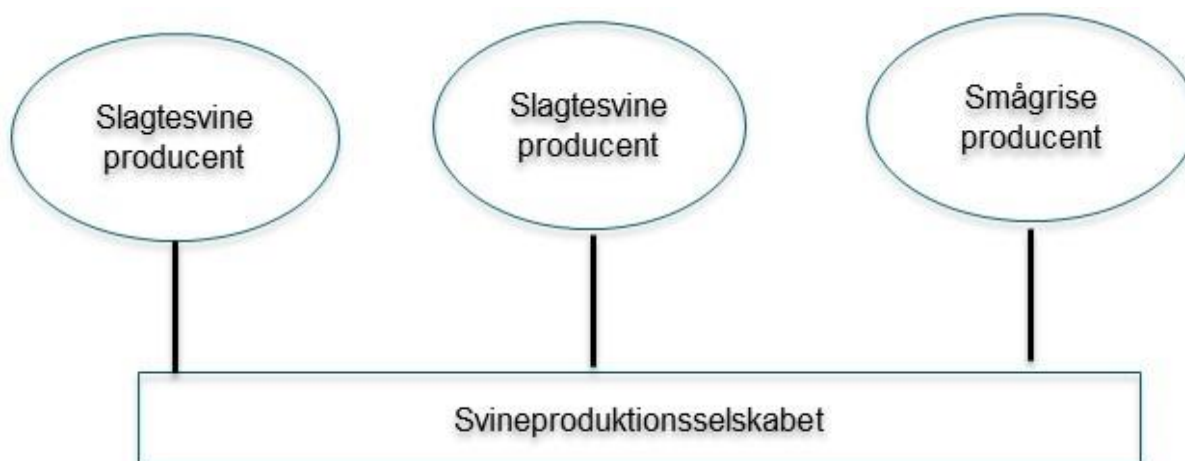 Slagtesvine
producent
Slagtesvine
producent
Smågrise
producent
Svineproduktionsselskabet